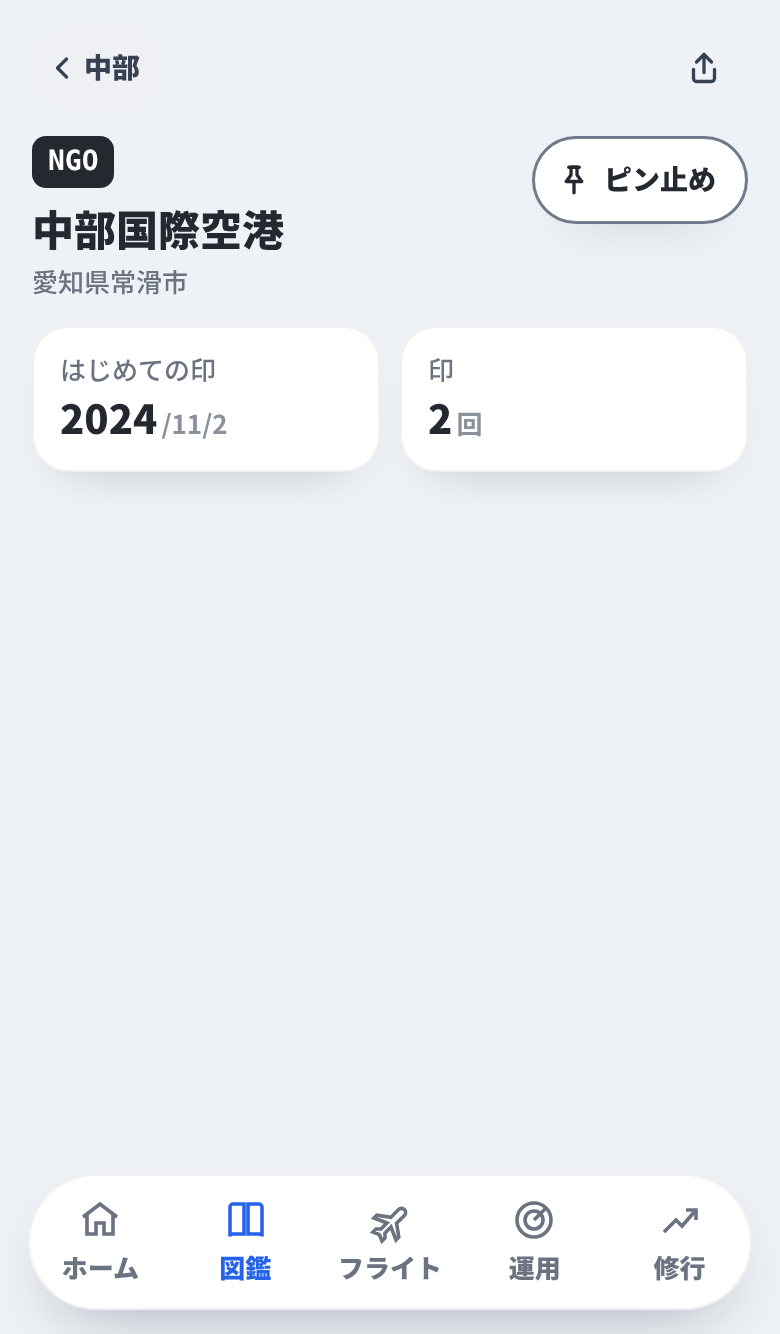 中部
NGO
ピン止め
中部国際空港
愛知県常滑市
はじめての印
2024/11/2
印
2回
ホーム
図鑑
フライト
運用
修行